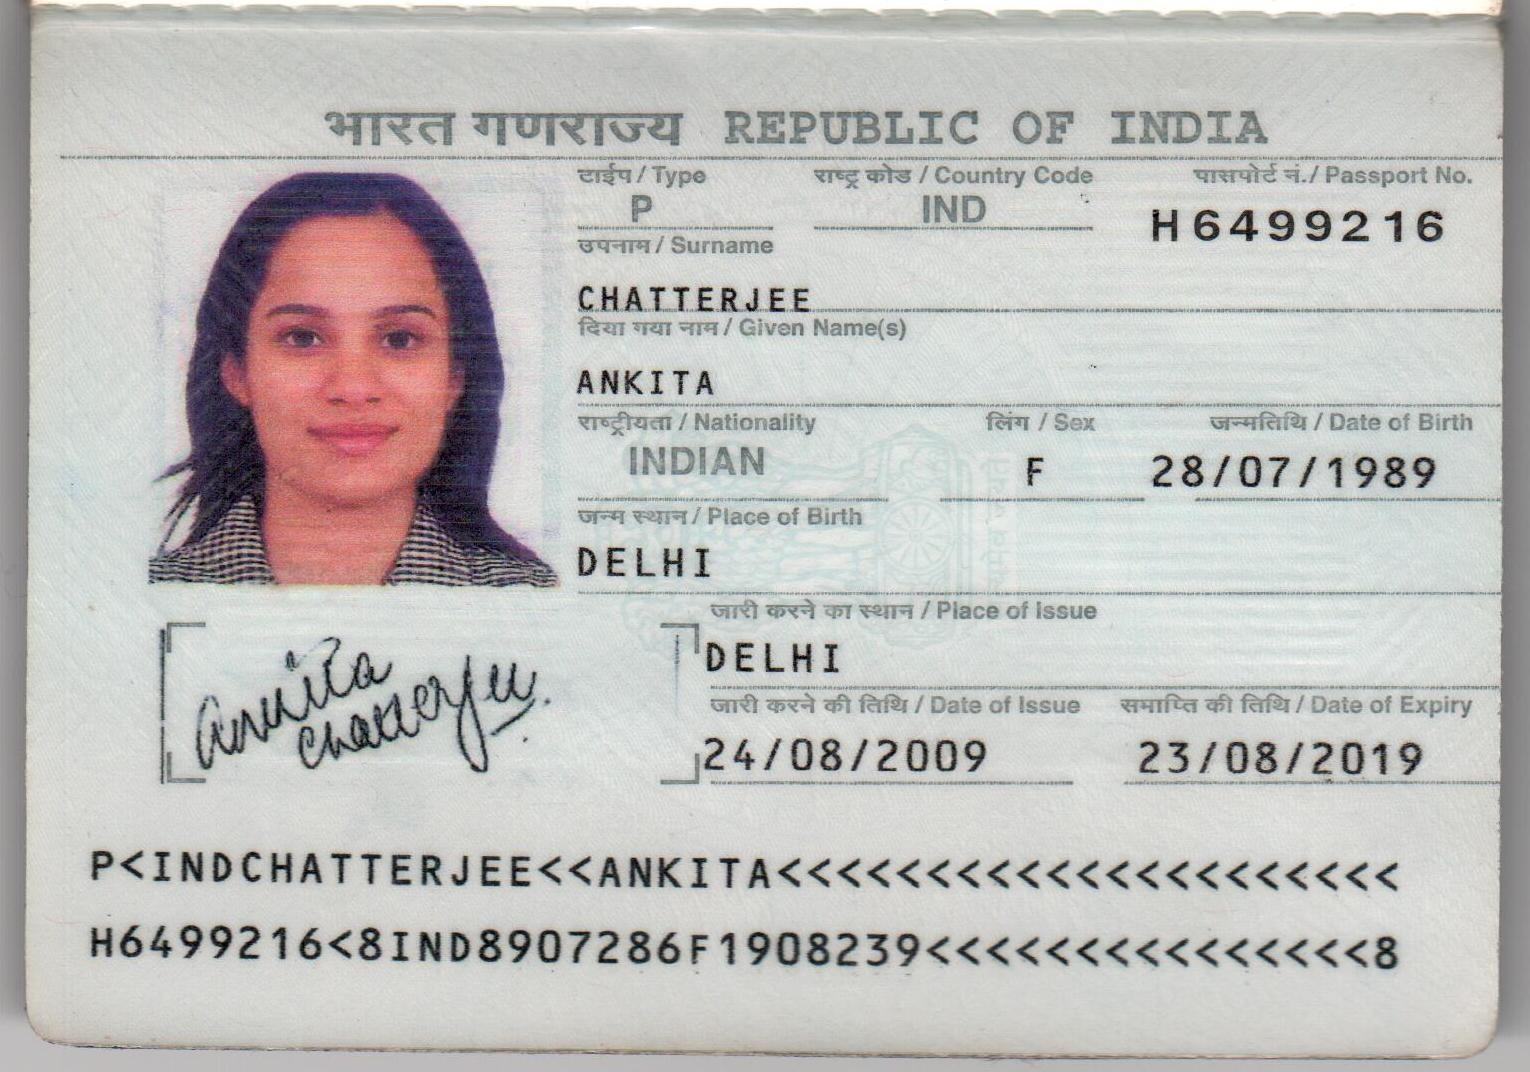 भारत गणराज्य REPUBLIC OF INDIA
टाईप / Type राष्ट्र कोड / Country Code पासपोर्ट नं./ Passport No.
P IND H6499216
उपनाम / Surname
CHATTERJEE
दिया गया नाम / Given Name(s)
ANKITA
राष्ट्रीयता / Nationality लिंग / Sex जन्मतिथि / Date of Birth
INDIAN F 28/07/1989
जन्म स्थान / Place of Birth
DELHI
जारी करने का स्थान / Place of Issue
DELHI
Ankita
Chatterjee.
जारी करने की तिथि / Date of Issue समाप्ति की तिथि / Date of Expiry
24/08/2009 23/08/2019
P<INDCHATTERJEE<<ANKITA<<<<<<<<<<<<<<<<<<<<<
H6499216<8IND8907286F1908239<<<<<<<<<<<<<<<8